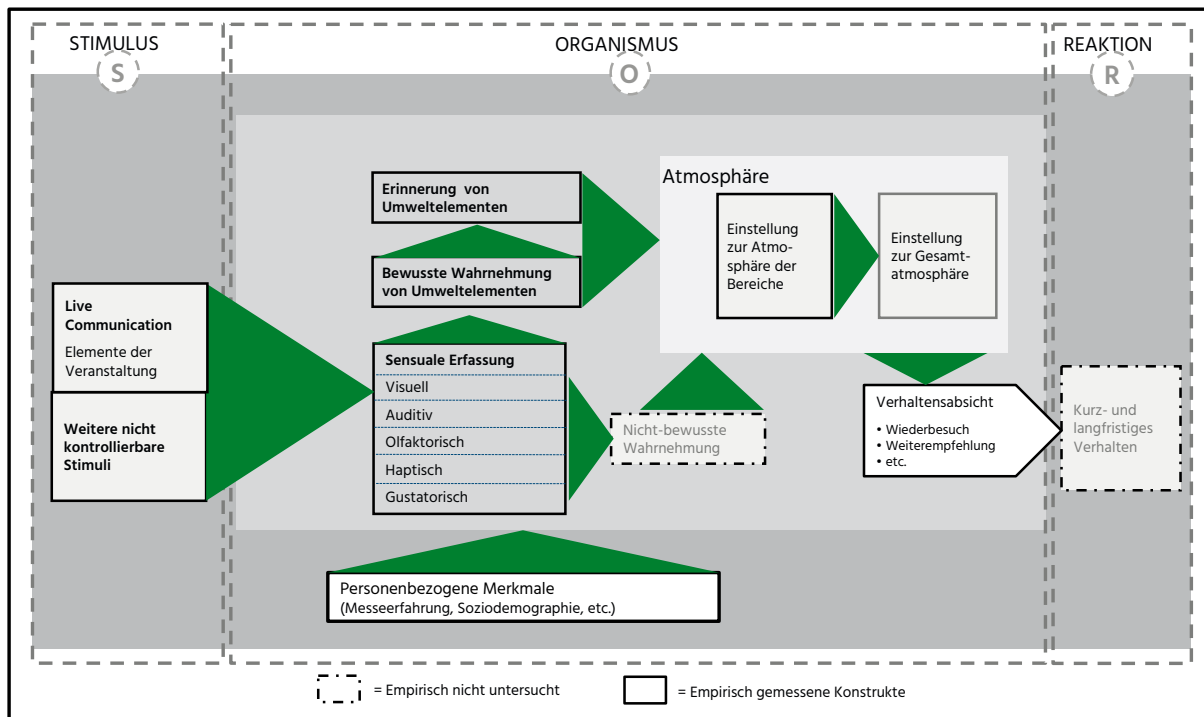 STIMULUS
S
ORGANISMUS
O
REAKTION
R
Live
Communication
Elemente der
Veranstaltung
Weitere nicht
kontrollierbare
Stimuli
Erinnerung von
Umweltelementen
Bewusste Wahrnehmung
von Umweltelementen
Sensuale Erfassung
Visuell
Auditiv
Olfaktorisch
Haptisch
Gustatorisch
Nicht-bewusste
Wahrnehmung
Atmosphäre
Einstellung
zur Atmo-
sphäre der
Bereiche
Einstellung
zur Gesamt-
atmosphäre
Verhaltensabsicht
• Wiederbesuch
• Weiterempfehlung
• etc.
Kurz- und
langfristiges
Verhalten
Personenbezogene Merkmale
(Messeerfahrung, Soziodemographie, etc.)
= Empirisch nicht untersucht
= Empirisch gemessene Konstrukte